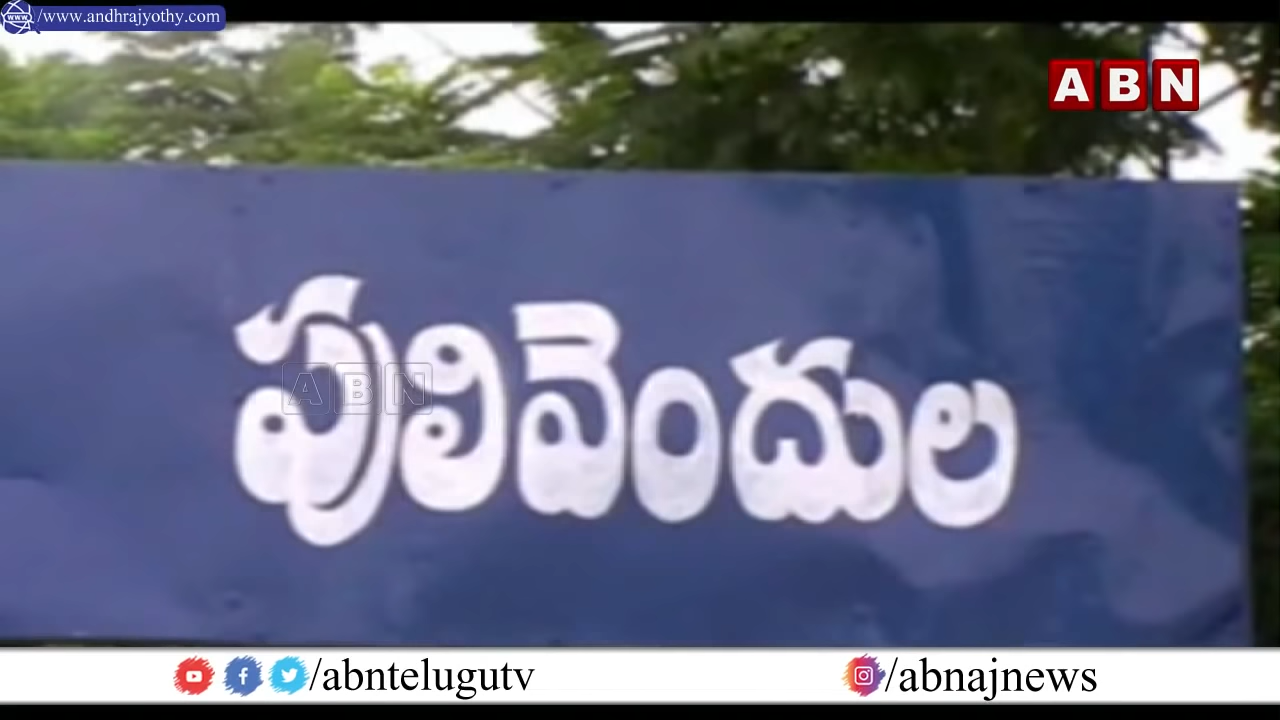 /www.andhrajyothy.com
ABN
పులివెందుల
ABN
/abntelugutv
/abnajnews